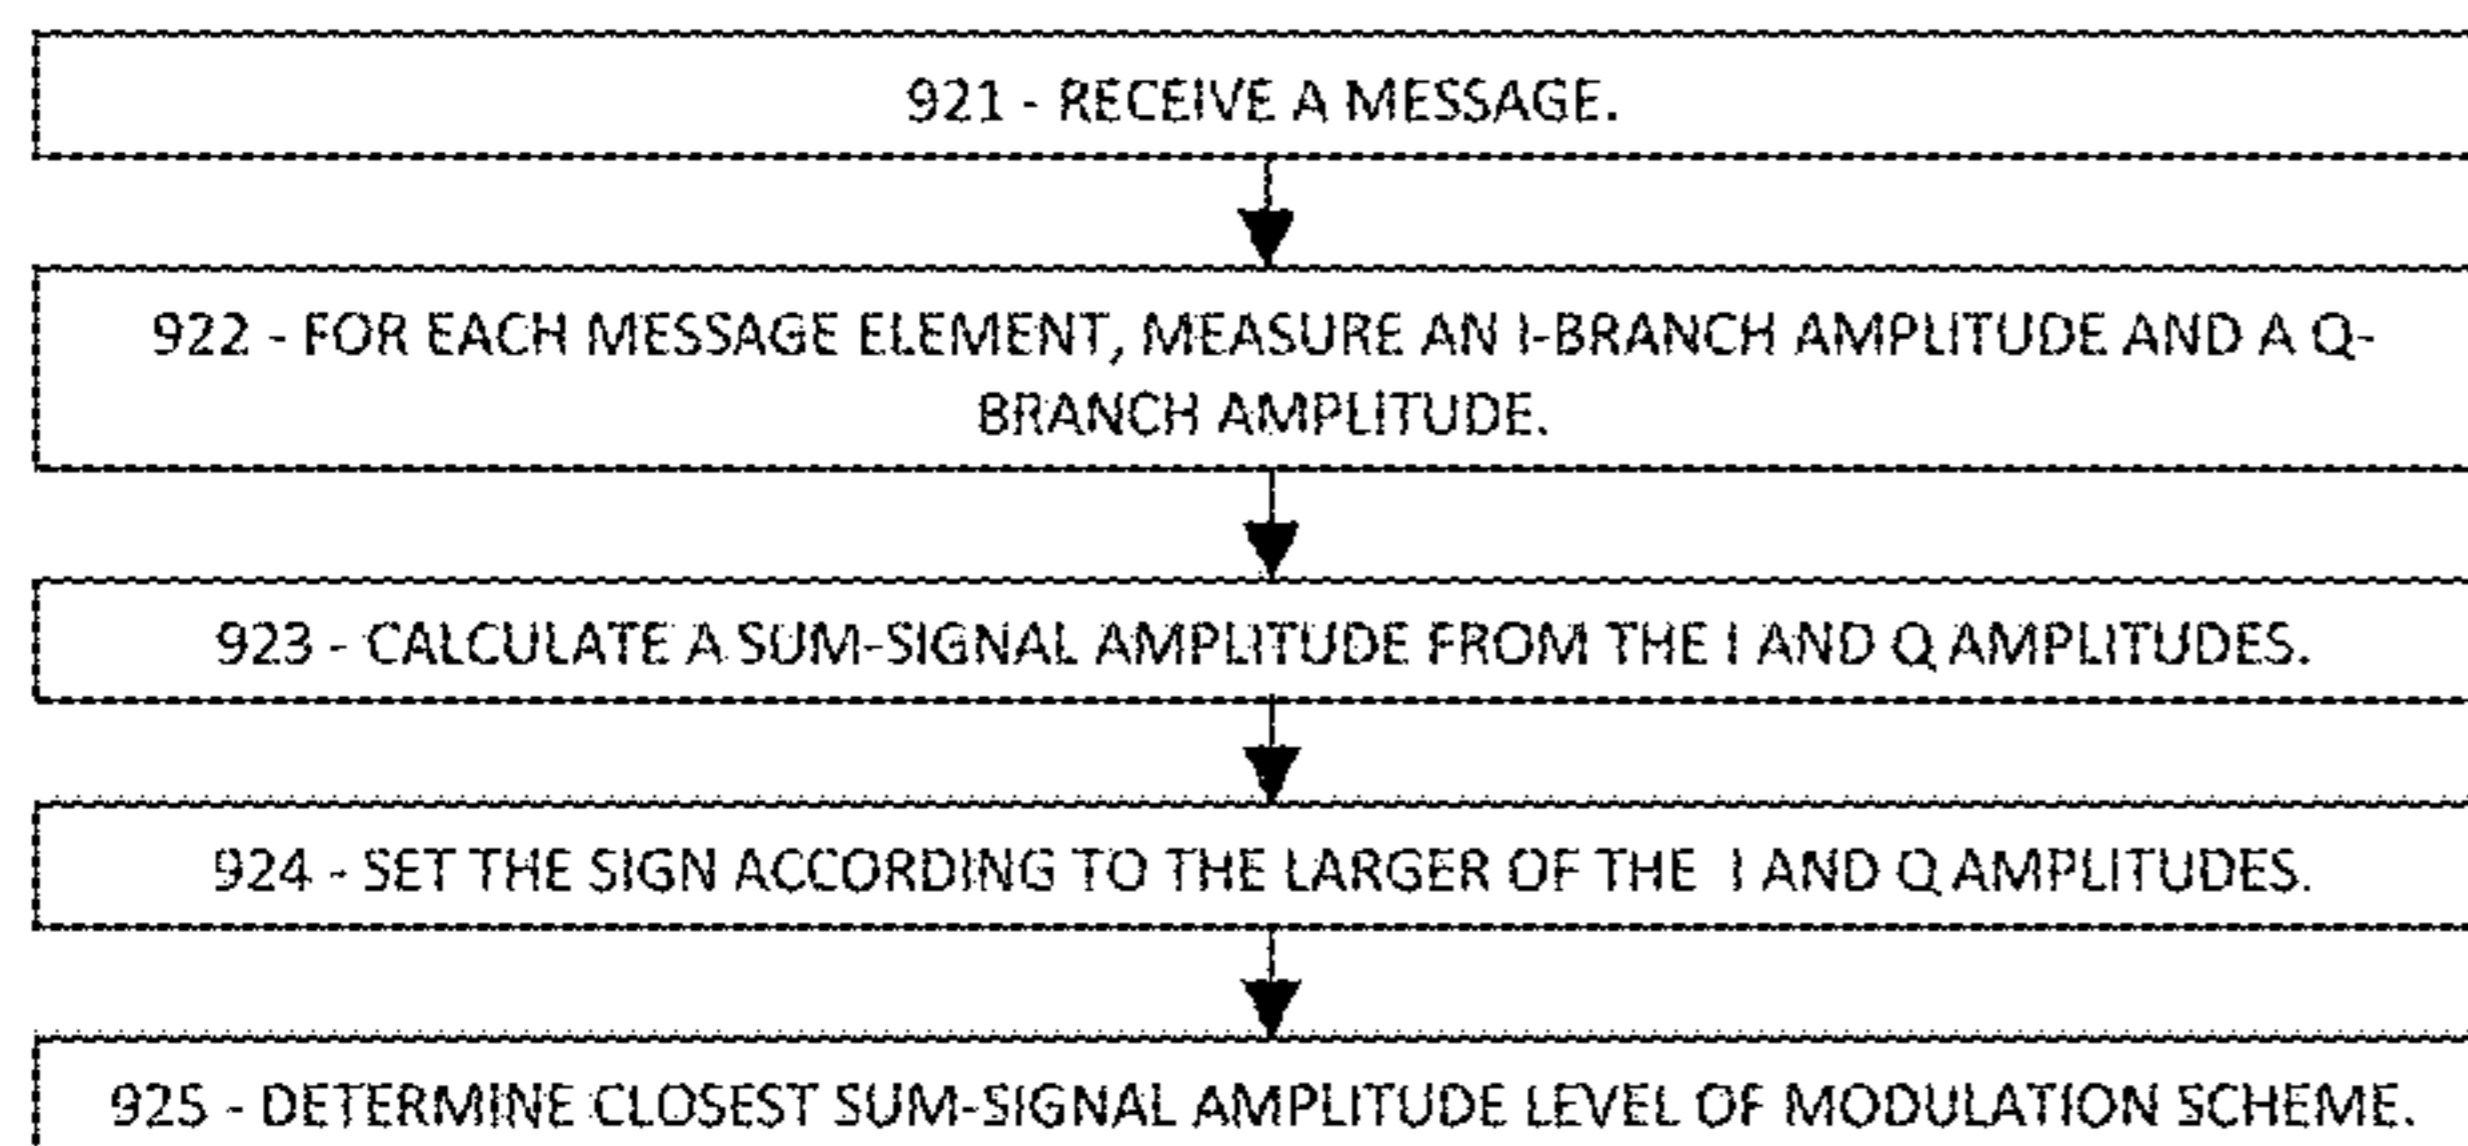 921 - RECEIVE A MESSAGE.
922 - FOR EACH MESSAGE ELEMENT, MEASURE AN I-BRANCH AMPLITUDE AND A Q-
BRANCH AMPLITUDE.
923 - CALCULATE A SUM-SIGNAL AMPLITUDE FROM THE I AND Q AMPLITUDES.
924 - SET THE SIGN ACCORDING TO THE LARGER OF THE I AND Q AMPLITUDES.
925 - DETERMINE CLOSEST SUM-SIGNAL AMPLITUDE LEVEL OF MODULATION SCHEME.